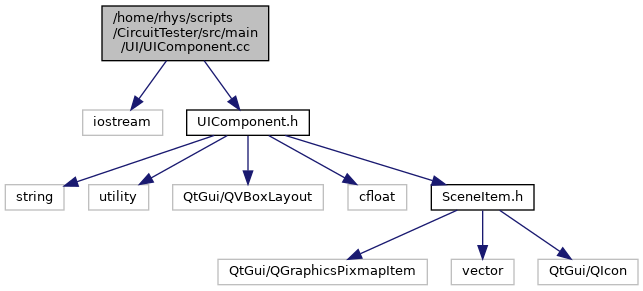 /home/rhys/scripts
/CircuitTester/src/main
/UI/UIComponent.cc
iostream
UIComponent.h
string
utility
QtGui/QVBoxLayout
cfloat
SceneItem.h
QtGui/QGraphicsPixmapItem
vector
QtGui/QIcon